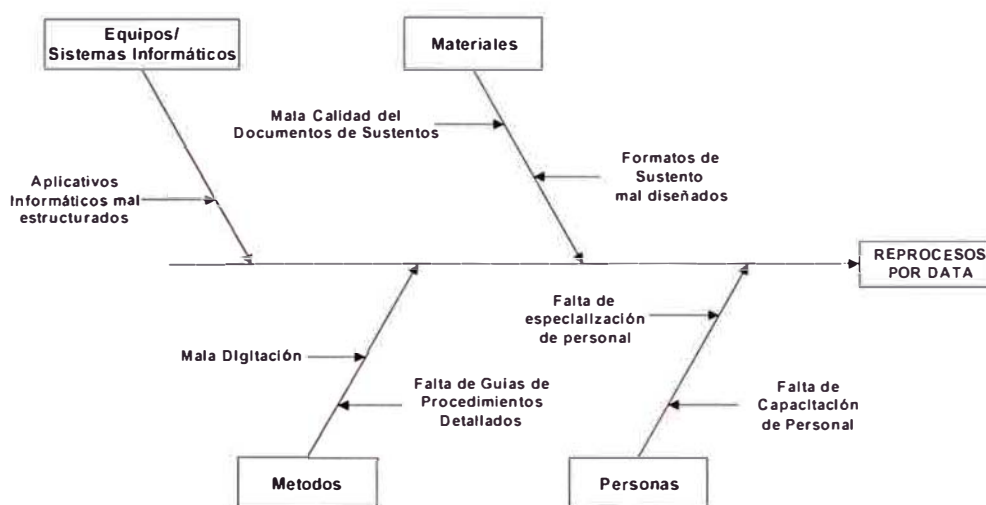 Equipos/
Sistemas Informáticos
Materiales
Mala Calidad del
Documentos de Sustentos
Formatos de
Sustento
mal diseñados
Aplicativos
Informáticos mal
estructurados
REPROCESOS
POR DATA
Falta de
especialización
de personal
Mala Digitación
Falta de Guias de
Procedimientos
Detallados
Falta de
Capacitación
de Personal
Metodos
Personas